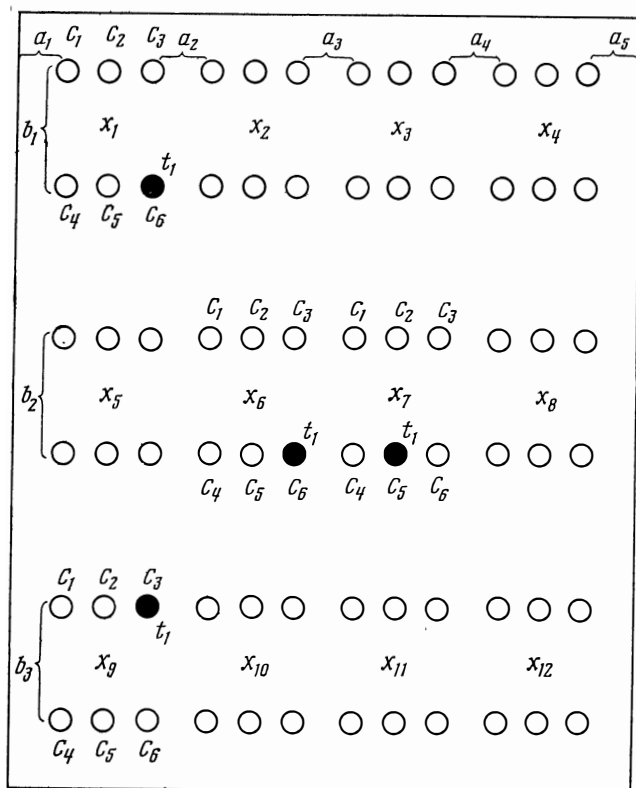 a₁ C₁ C₂ C₃ a₂ a₃ a₄ a₅
b₁ x₁ x₂ x₃ x₄
t₁
C₄ C₅ C₆
C₁ C₂ C₃ C₁ C₂ C₃
b₂ x₅ x₆ x₇ x₈
t₁ t₁
C₄ C₅ C₆ C₄ C₅ C₆
C₁ C₂ C₃
t₁
b₃ x₉ x₁₀ x₁₁ x₁₂
C₄ C₅ C₆